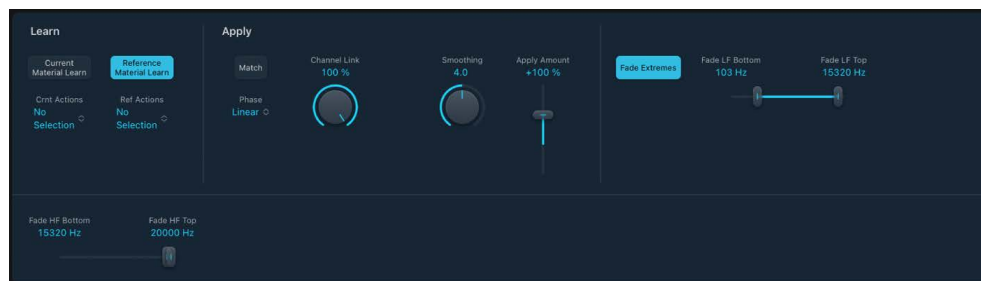 Learn
Apply
Current
Material Learn
Reference
Material Learn
Match
Channel Link
100 %
Smoothing
4.0
Apply Amount
+100 %
Fade Extremes
Fade LF Bottom
103 Hz
Fade LF Top
15320 Hz
Crnt Actions
No
Selection
Ref Actions
No
Selection
Phase
Linear
Fade HF Bottom
15320 Hz
Fade HF Top
20000 Hz